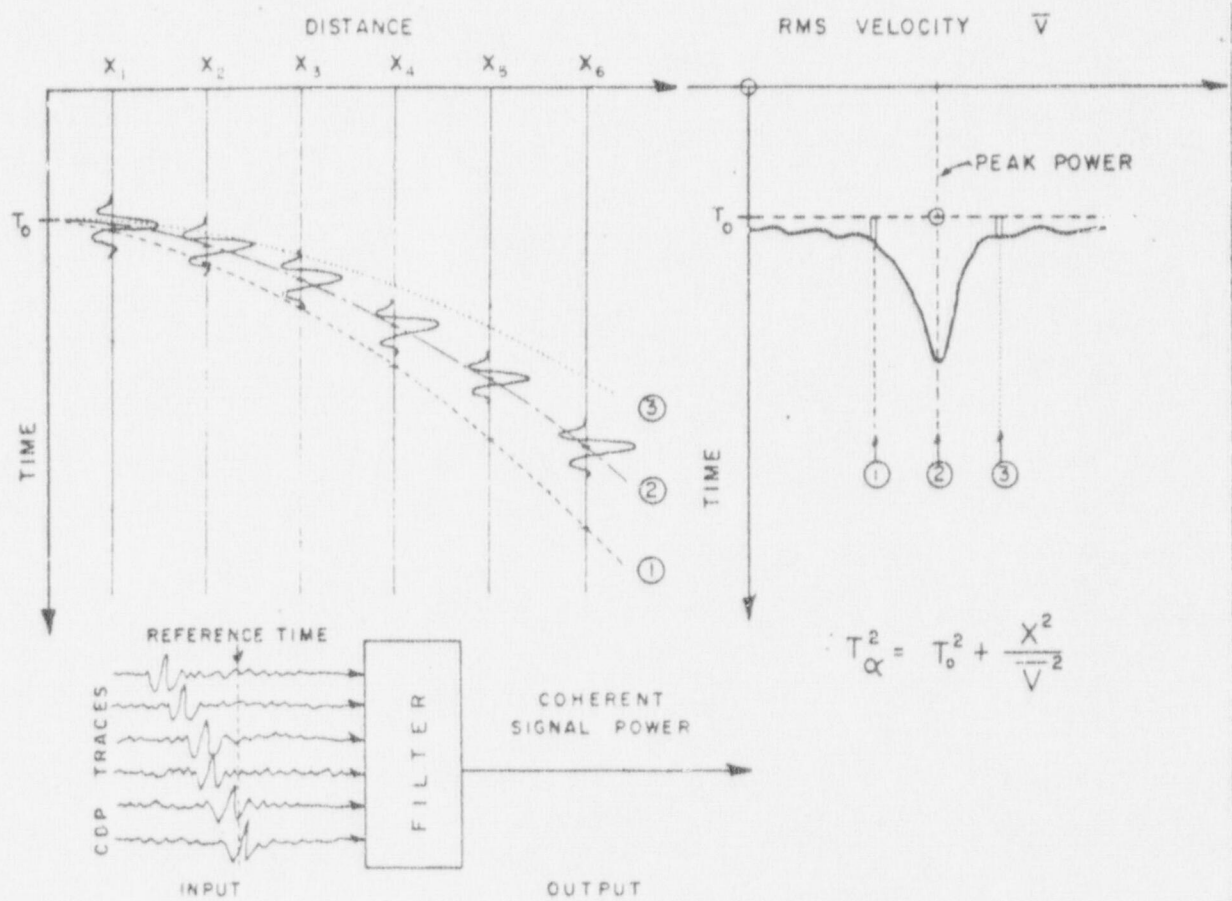 DISTANCE
X₁ X₂ X₃ X₄ X₅ X₆
T₀
TIME
③
②
①
RMS VELOCITY V̅
PEAK POWER
T₀
TIME
① ② ③
T²α = T₀² + X² / V̅²
REFERENCE TIME
CDP TRACES
FILTER
COHERENT
SIGNAL POWER
INPUT
OUTPUT